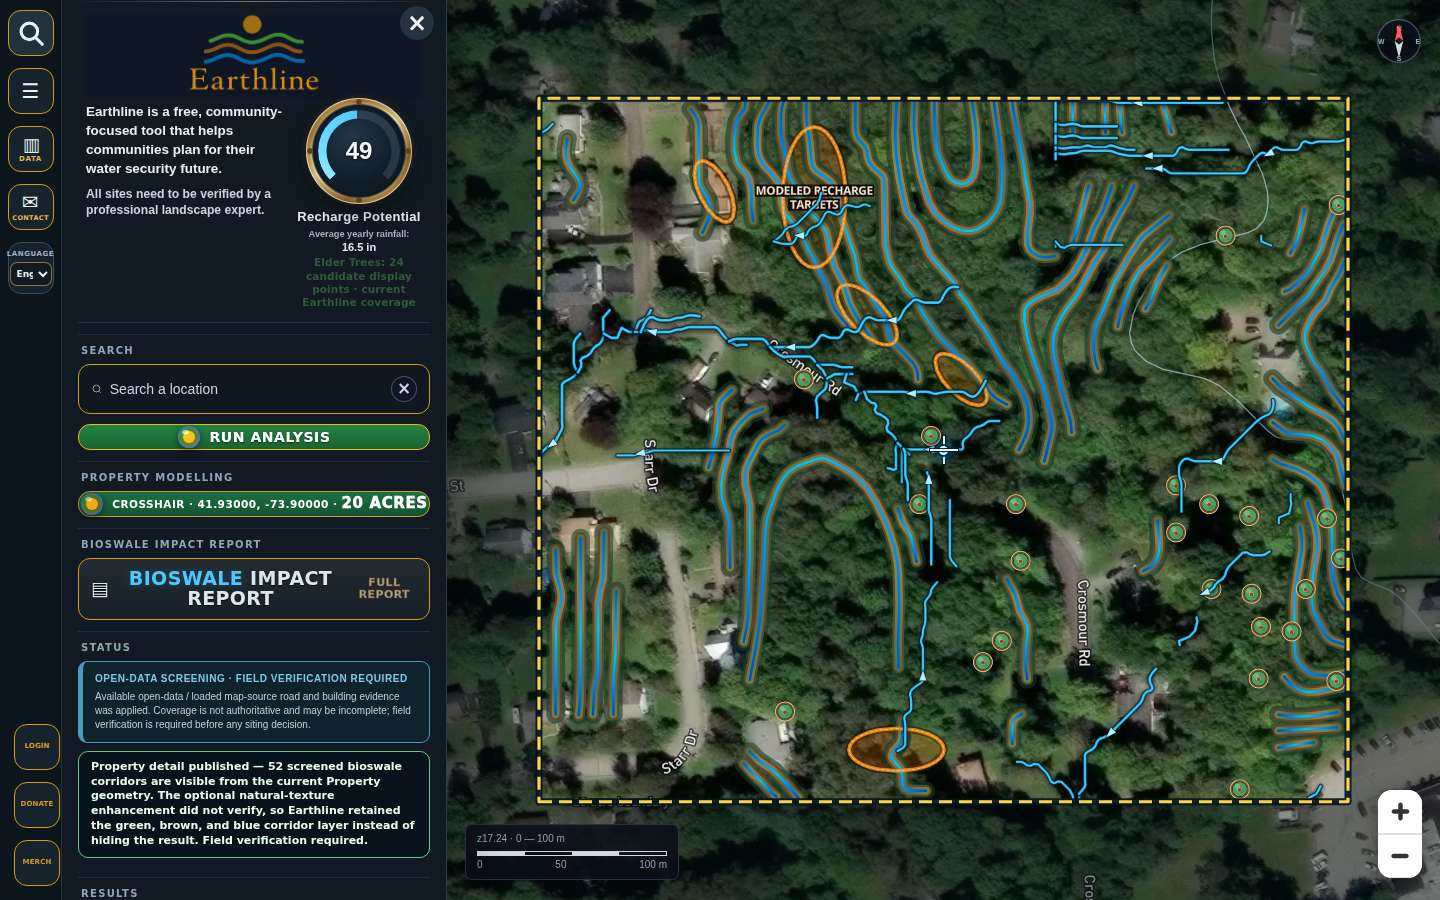 DATA
CONTACT
LANGUAGE
Eng
LOGIN
DONATE
MERCH
Earthline
Earthline is a free, community-
focused tool that helps
communities plan for their
water security future.
All sites need to be verified by a
professional landscape expert.
49
Recharge Potential
Average yearly rainfall:
16.5 in
Elder Trees: 24
candidate display
points · current
Earthline coverage
SEARCH
Search a location
RUN ANALYSIS
PROPERTY MODELLING
CROSSHAIR · 41.93000, -73.90000 · 20 ACRES
BIOSWALE IMPACT REPORT
BIOSWALE IMPACT
REPORT
FULL
REPORT
STATUS
OPEN-DATA SCREENING · FIELD VERIFICATION REQUIRED
Available open-data / loaded map-source road and building evidence
was applied. Coverage is not authoritative and may be incomplete; field
verification is required before any siting decision.
Property detail published — 52 screened bioswale
corridors are visible from the current Property
geometry. The optional natural-texture
enhancement did not verify, so Earthline retained
the green, brown, and blue corridor layer instead of
hiding the result. Field verification required.
RESULTS
MODELED RECHARGE
TARGETS
Crosmour Rd
Starr Dr
St
Crosmour Rd
Starr Dr
Cros
N
W
E
S
z17.24 · 0 — 100 m
0
50
100 m